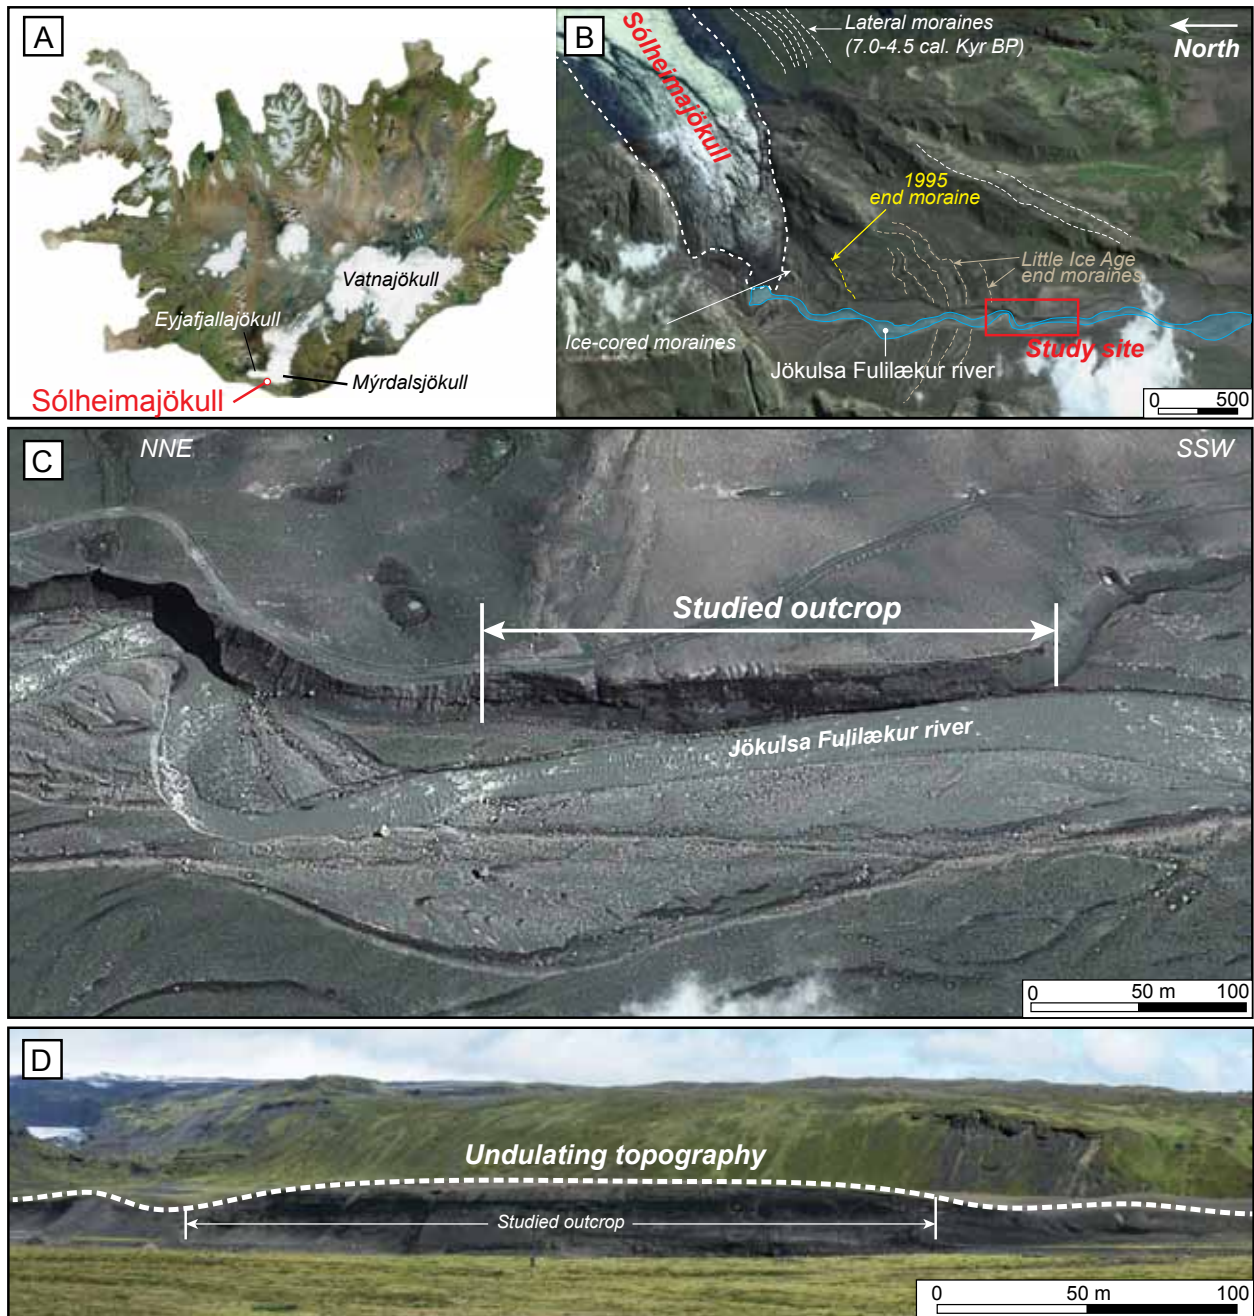 A
Vatnajökull
Eyjafallajökull
Mýrdalsjökull
Sólheimajökull
B
Sólheimajökull
Lateral moraines
(7.0-4.5 cal. Kyr BP)
North
1995
end moraine
Little Ice Age
end moraines
Ice-cored moraines
Study site
Jökulsa Fulilækur river
0 500
C
NNE
SSW
Studied outcrop
Jökulsa Fulilækur river
0 50 m 100
D
Undulating topography
Studied outcrop
0 50 m 100